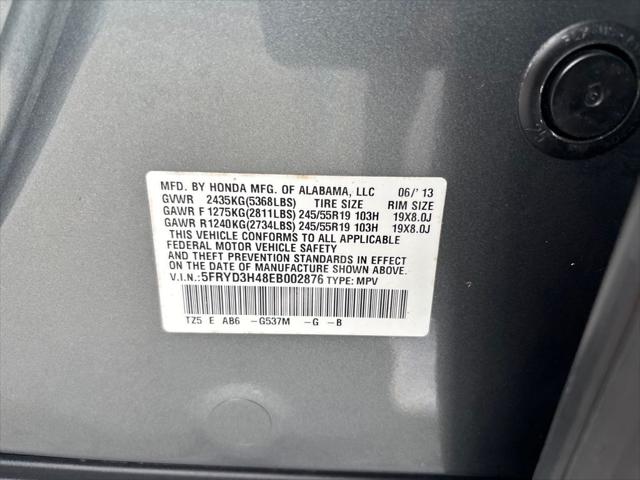 MFD. BY HONDA MFG. OF ALABAMA, LLC 06/'13
GVWR 2435KG(5368LBS) TIRE SIZE RIM SIZE
GAWR F 1275KG(2811LBS) 245/55R19 103H 19X8.0J
GAWR R 1240KG(2734LBS) 245/55R19 103H 19X8.0J
THIS VEHICLE CONFORMS TO ALL APPLICABLE
FEDERAL MOTOR VEHICLE SAFETY
AND THEFT PREVENTION STANDARDS IN EFFECT
ON THE DATE OF MANUFACTURE SHOWN ABOVE.
V.I.N.:5FRYD3H48EB002876 TYPE: MPV
TZ5 E AB6 -G537M -G -B